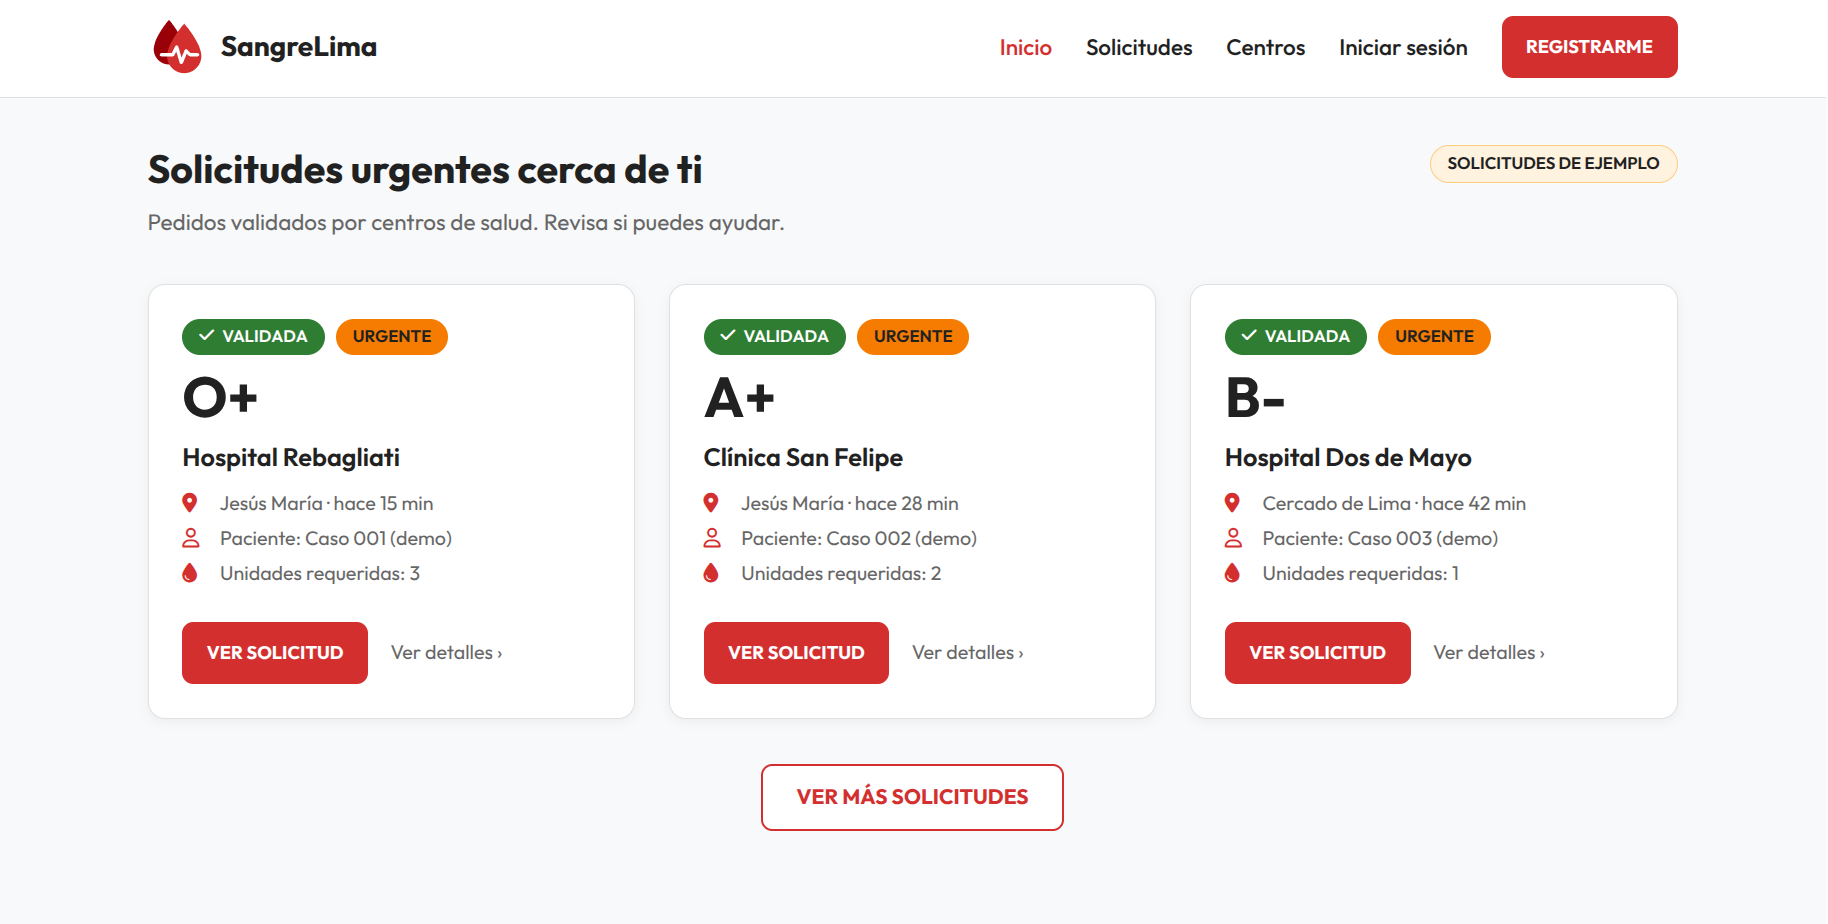 SangreLima
Inicio
Solicitudes
Centros
Iniciar sesión
REGISTRARME
Solicitudes urgentes cerca de ti
SOLICITUDES DE EJEMPLO
Pedidos validados por centros de salud. Revisa si puedes ayudar.
VALIDADA
URGENTE
O+
Hospital Rebagliati
Jesús María · hace 15 min
Paciente: Caso 001 (demo)
Unidades requeridas: 3
VER SOLICITUD
Ver detalles ›
VALIDADA
URGENTE
A+
Clínica San Felipe
Jesús María · hace 28 min
Paciente: Caso 002 (demo)
Unidades requeridas: 2
VER SOLICITUD
Ver detalles ›
VALIDADA
URGENTE
B-
Hospital Dos de Mayo
Cercado de Lima · hace 42 min
Paciente: Caso 003 (demo)
Unidades requeridas: 1
VER SOLICITUD
Ver detalles ›
VER MÁS SOLICITUDES